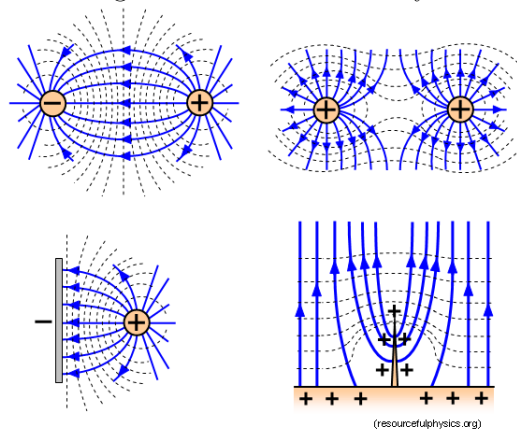 − + + +
− +
+
+ +
+ +
+ + + + + +
(resourcefulphysics.org)